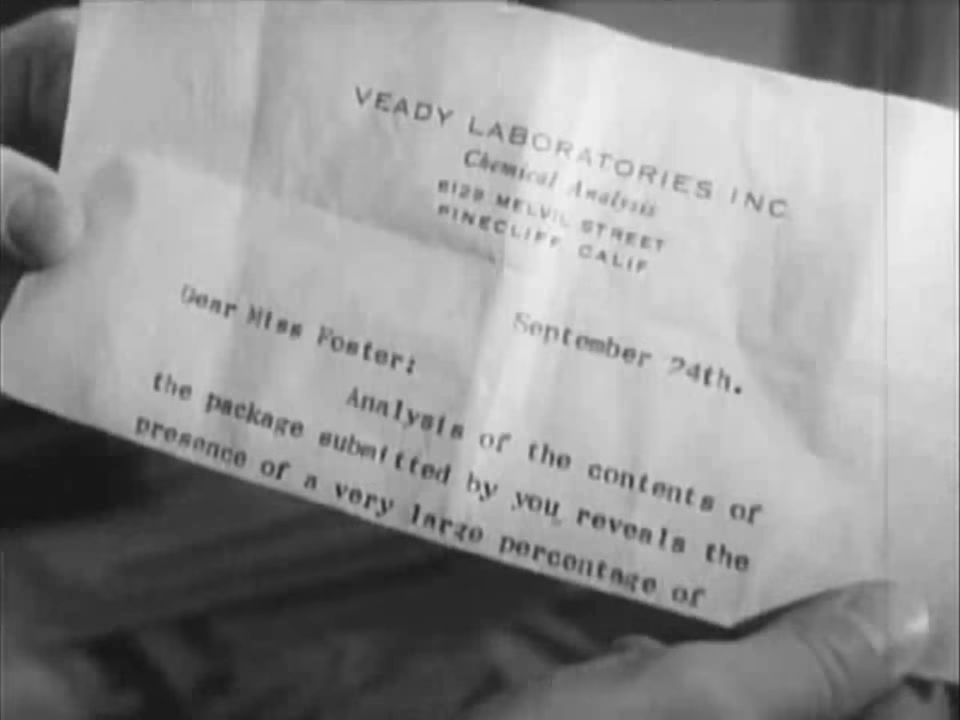 VEADY LABORATORIES INC
Chemical Analysis
6129 MELVIL STREET
PINECLIFF CALIF
September 24th.
Dear Miss Foster:
Analysis of the contents of
the package submitted by you reveals the
presence of a very large percentage of